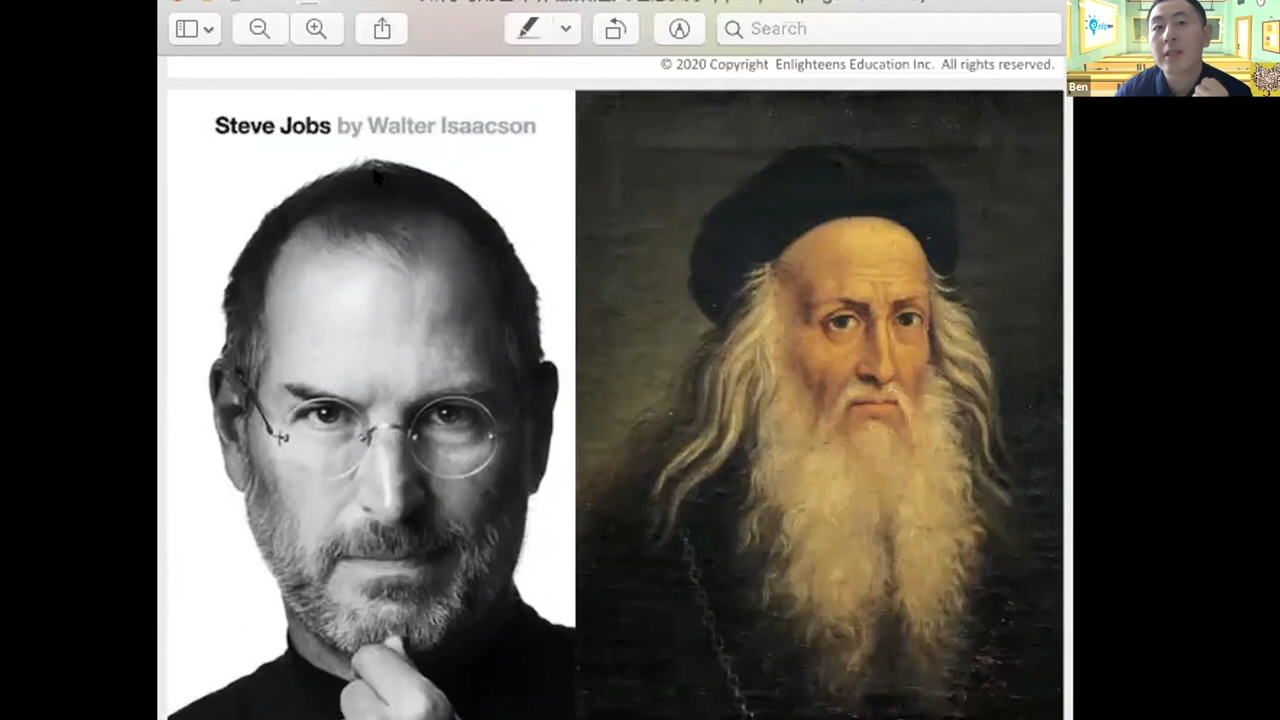 Search
© 2020 Copyright Enlighteens Education Inc. All rights reserved.
Steve Jobs by Walter Isaacson
Ben